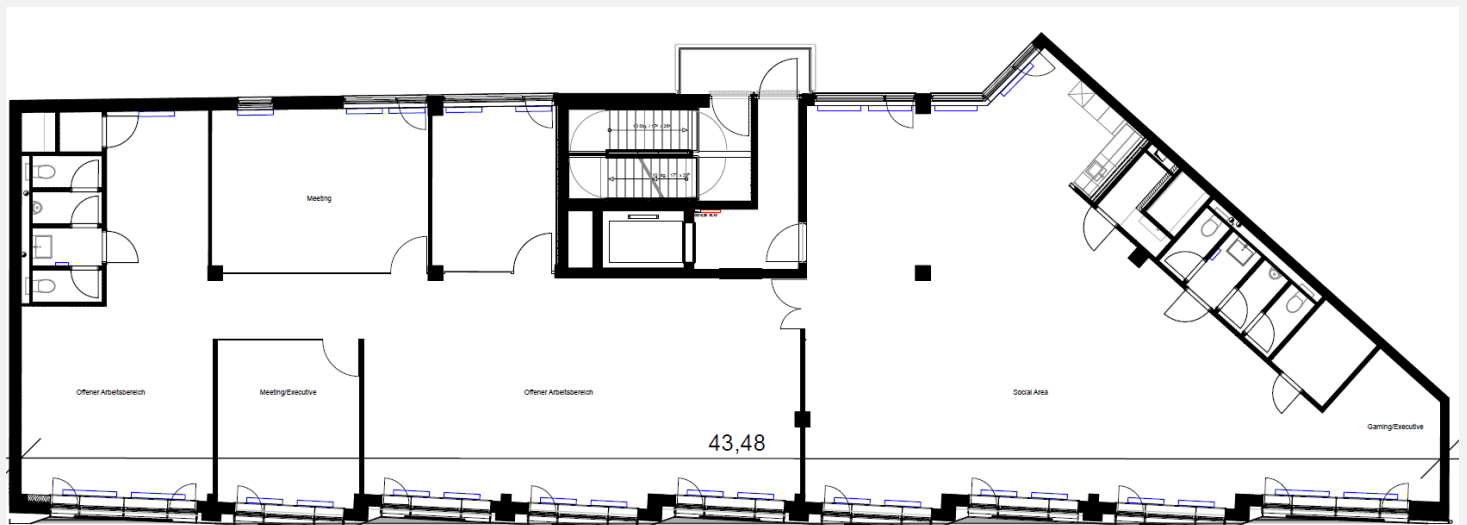 Meeting
Offener Arbeitsbereich
Meeting/Executive
Offener Arbeitsbereich
Social Area
Gaming/Executive
43,48